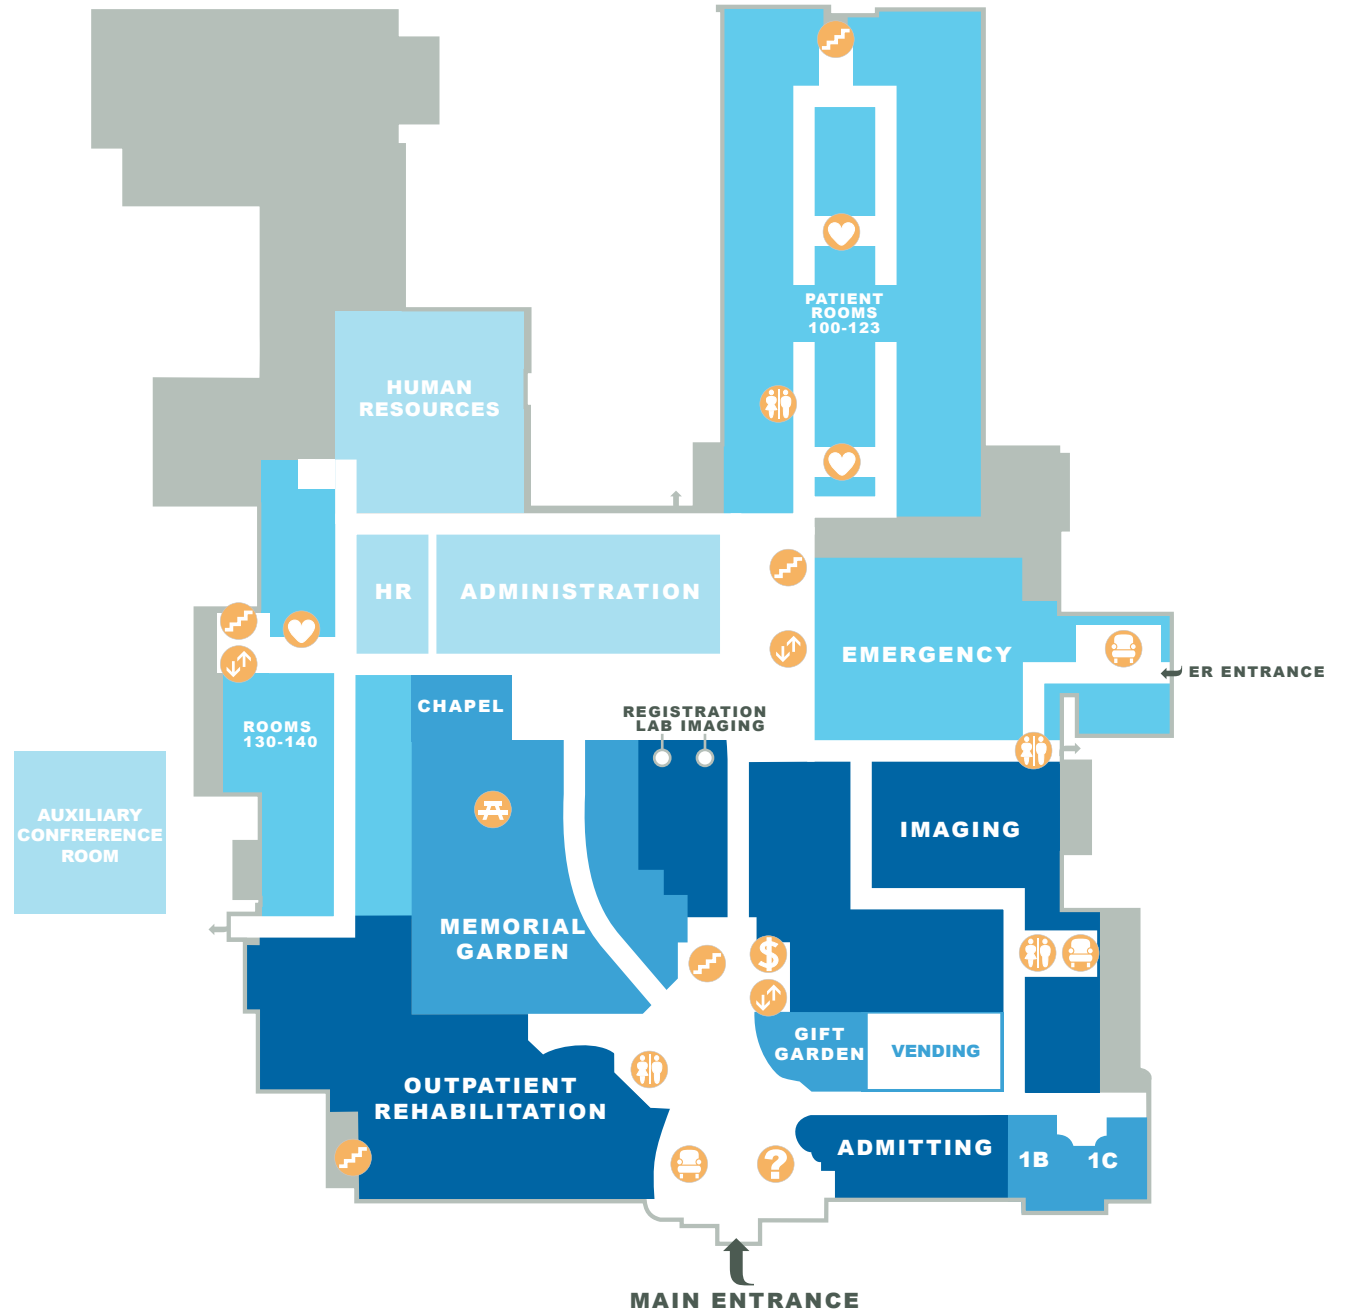 PATIENT
ROOMS
100-123
HUMAN
RESOURCES
HR
ADMINISTRATION
EMERGENCY
ER ENTRANCE
CHAPEL
REGISTRATION
LAB IMAGING
ROOMS
130-140
AUXILIARY
CONFRERENCE
ROOM
IMAGING
MEMORIAL
GARDEN
$
GIFT
GARDEN
VENDING
OUTPATIENT
REHABILITATION
ADMITTING
1B
1C
?
MAIN ENTRANCE